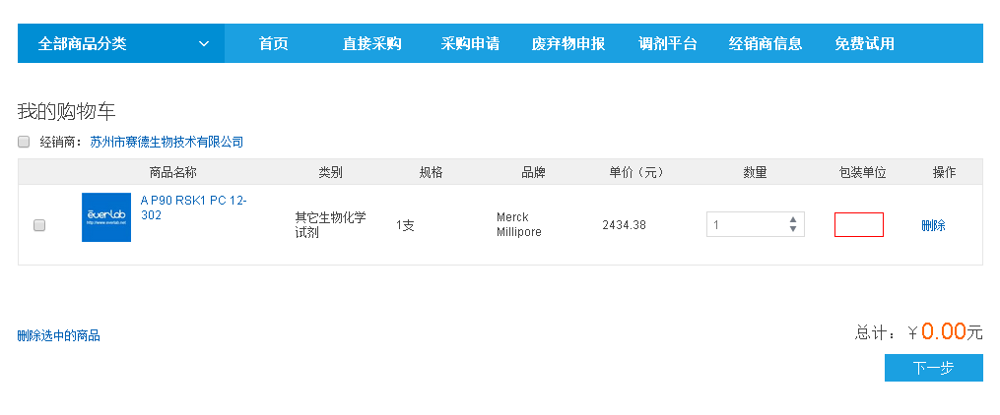 全部商品分类 首页 直接采购 采购申请 废弃物申报 调剂平台 经销商信息 免费试用
我的购物车
经销商： 苏州市赛德生物技术有限公司
商品名称 类别 规格 品牌 单价（元） 数量 包装单位 操作
everlab
http://www.everlab.net
A P90 RSK1 PC 12-
302
其它生物化学
试剂
1支
Merck
Millipore
2434.38
1
删除
删除选中的商品
总计：￥0.00元
下一步